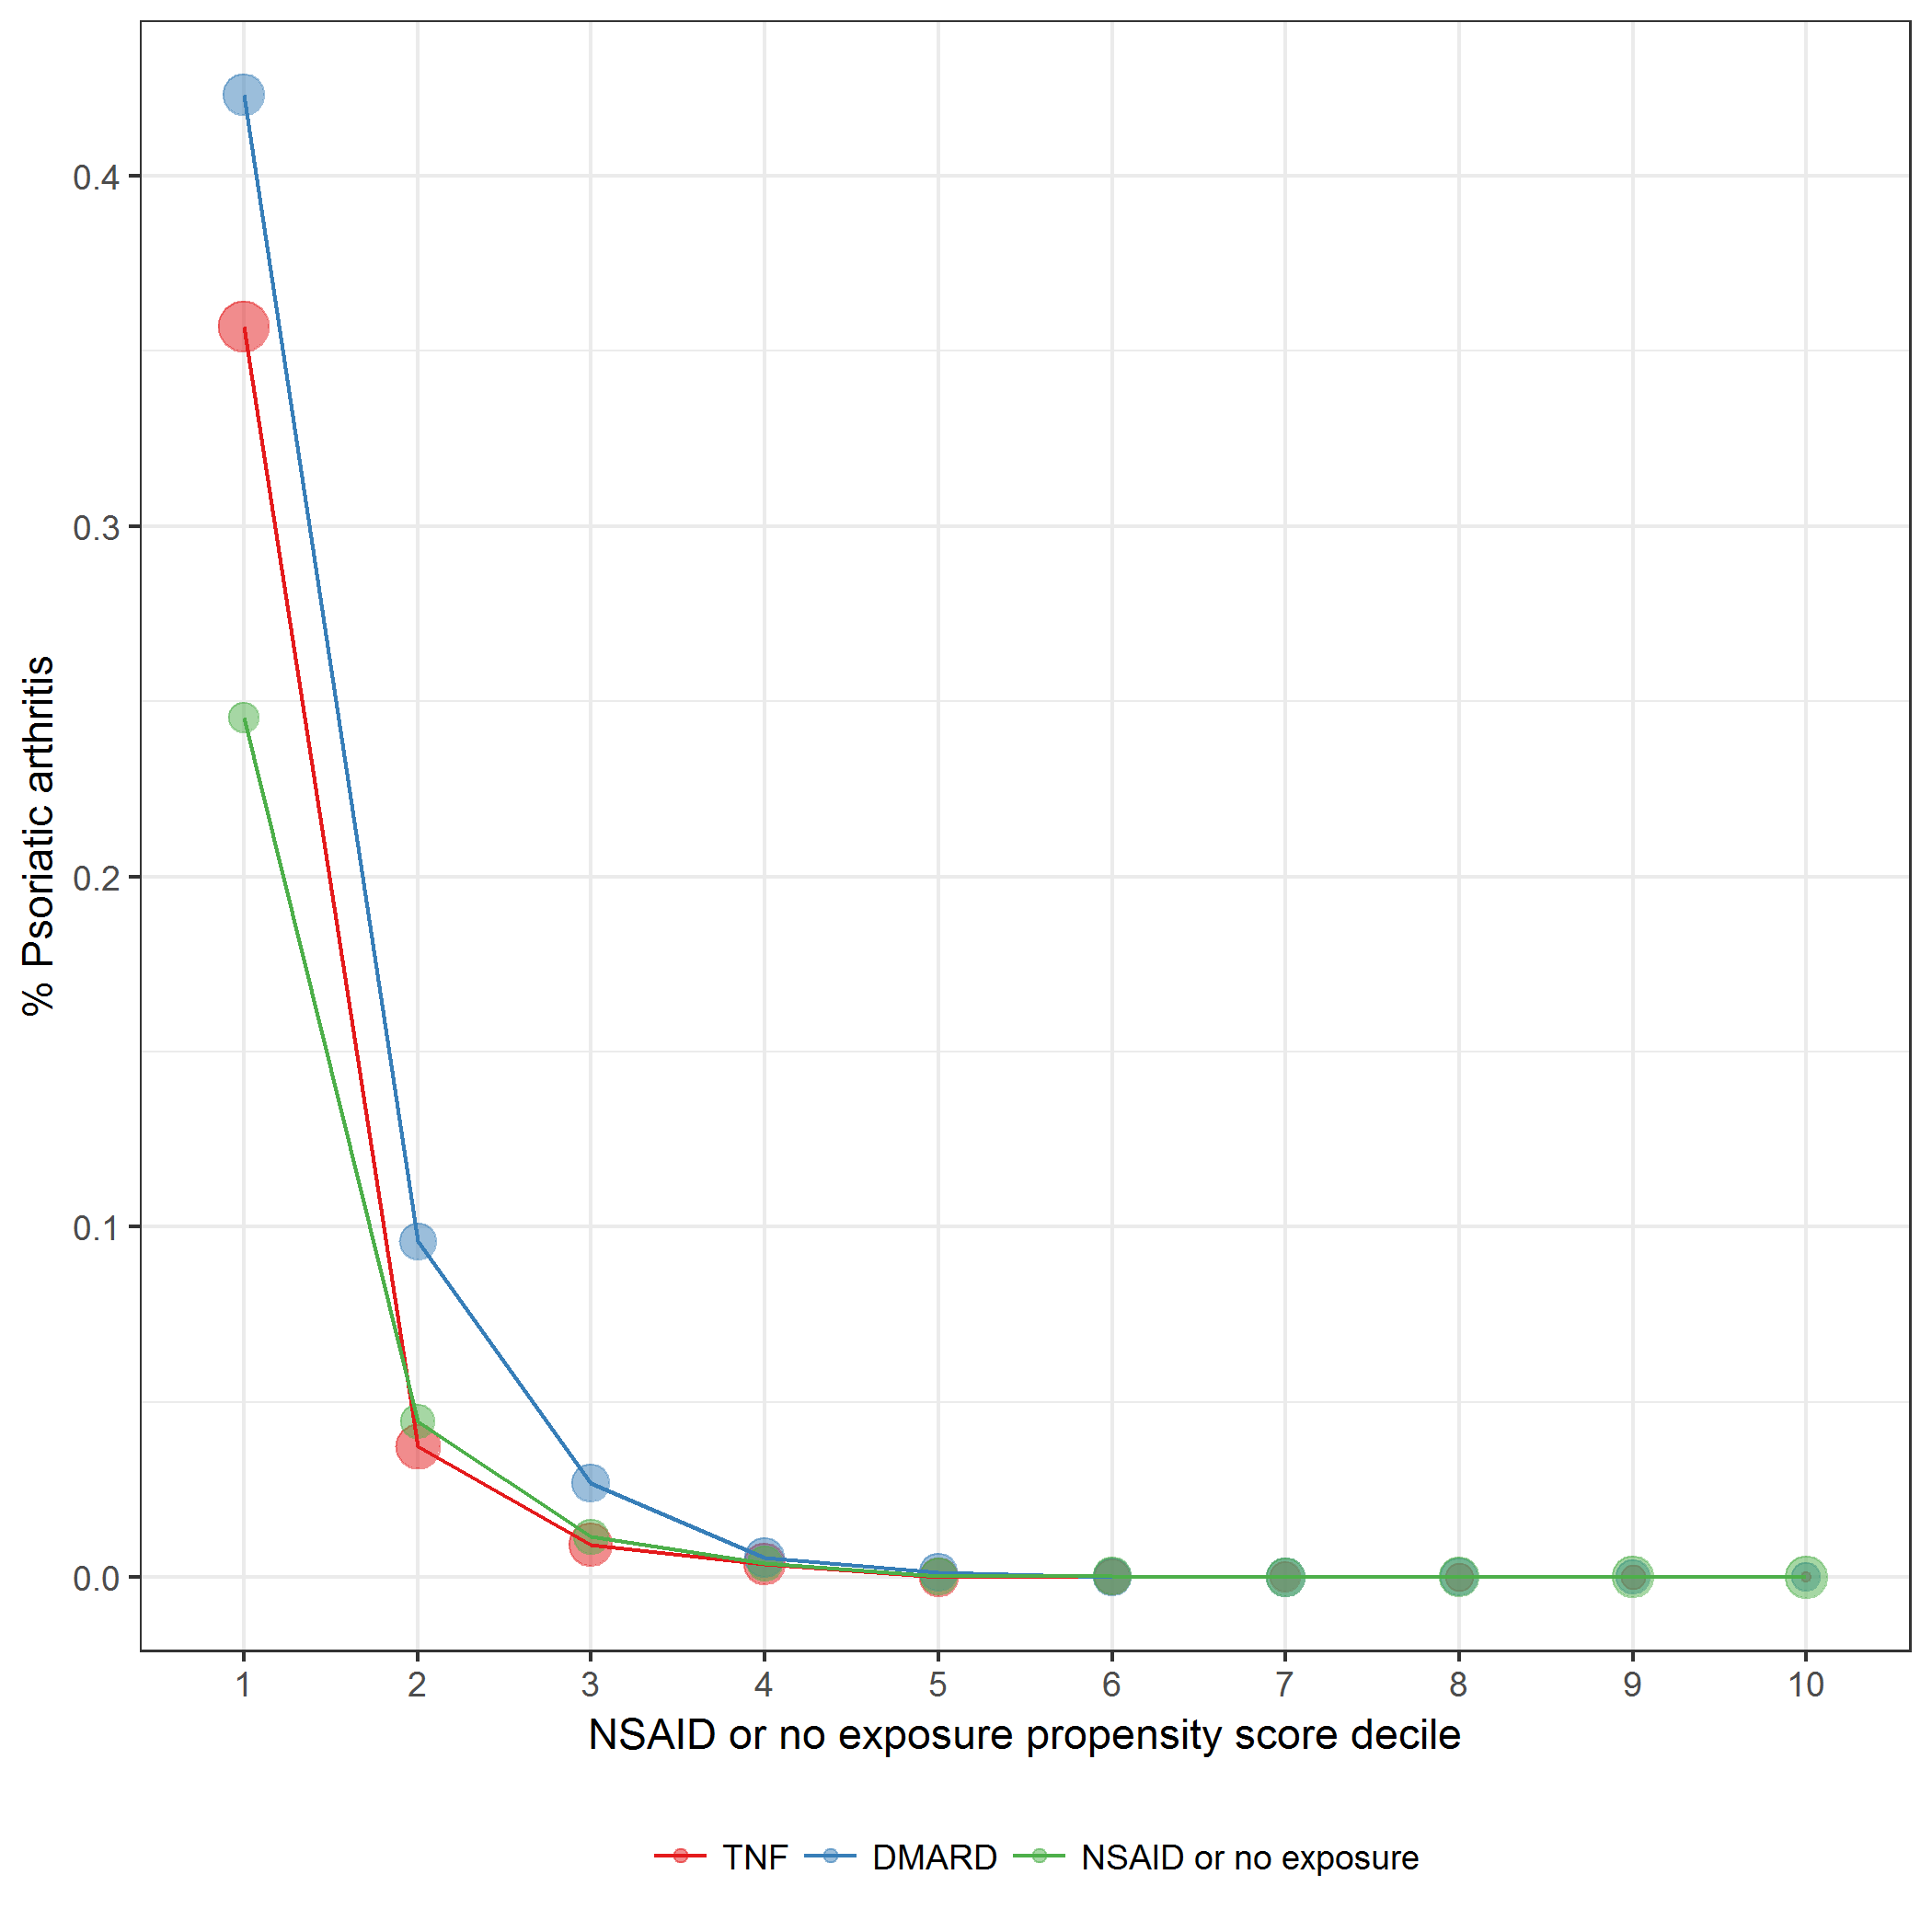 % Psoriatic arthritis
0.4
0.3
0.2
0.1
0.0
1 2 3 4 5 6 7 8 9 10
NSAID or no exposure propensity score decile
TNF DMARD NSAID or no exposure